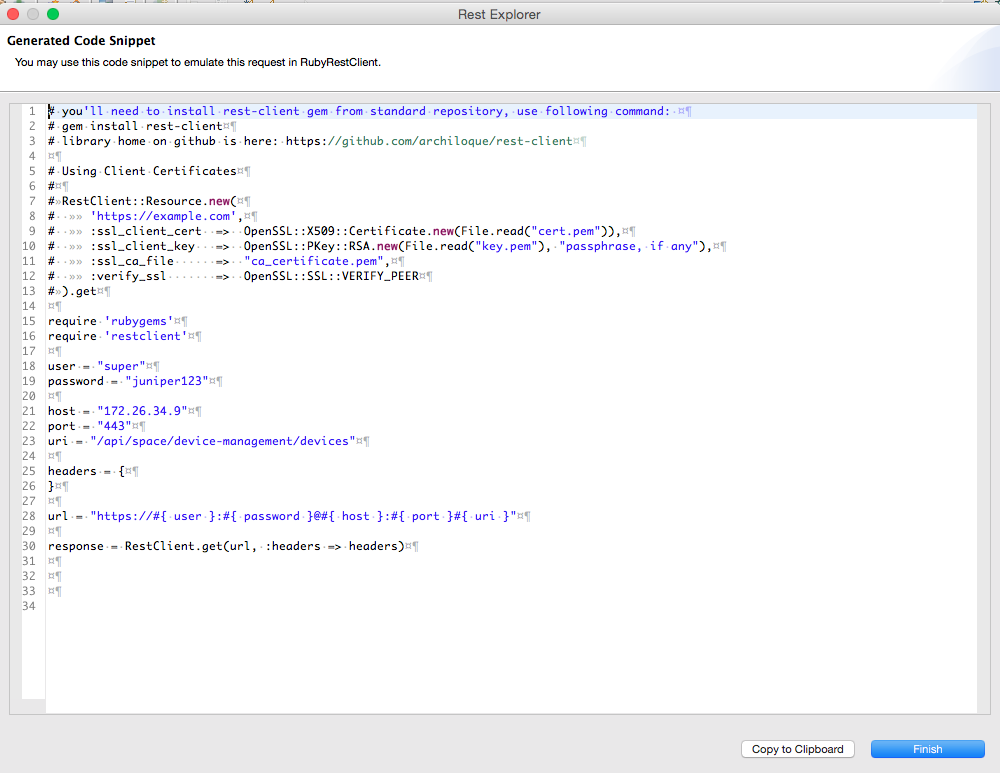 Rest Explorer
Generated Code Snippet
You may use this code snippet to emulate this request in RubyRestClient.
1 # you'll need to install rest-client gem from standard repository, use following command:
2 # gem install rest-client
3 # library home on github is here: https://github.com/archiloque/rest-client
4
5 # Using Client Certificates
6 #
7 #»RestClient::Resource.new(
8 #  »» 'https://example.com',
9 #  »» :ssl_client_cert  =>  OpenSSL::X509::Certificate.new(File.read("cert.pem")),
10 #  »» :ssl_client_key   =>  OpenSSL::PKey::RSA.new(File.read("key.pem"), "passphrase, if any"),
11 #  »» :ssl_ca_file      =>  "ca_certificate.pem",
12 #  »» :verify_ssl       =>  OpenSSL::SSL::VERIFY_PEER
13 #»).get
14
15 require 'rubygems'
16 require 'restclient'
17
18 user = "super"
19 password = "juniper123"
20
21 host = "172.26.34.9"
22 port = "443"
23 uri = "/api/space/device-management/devices"
24
25 headers = {
26 }
27
28 url = "https://#{ user }:#{ password }@#{ host }:#{ port }#{ uri }"
29
30 response = RestClient.get(url, :headers => headers)
31
32
33
34
Copy to Clipboard
Finish